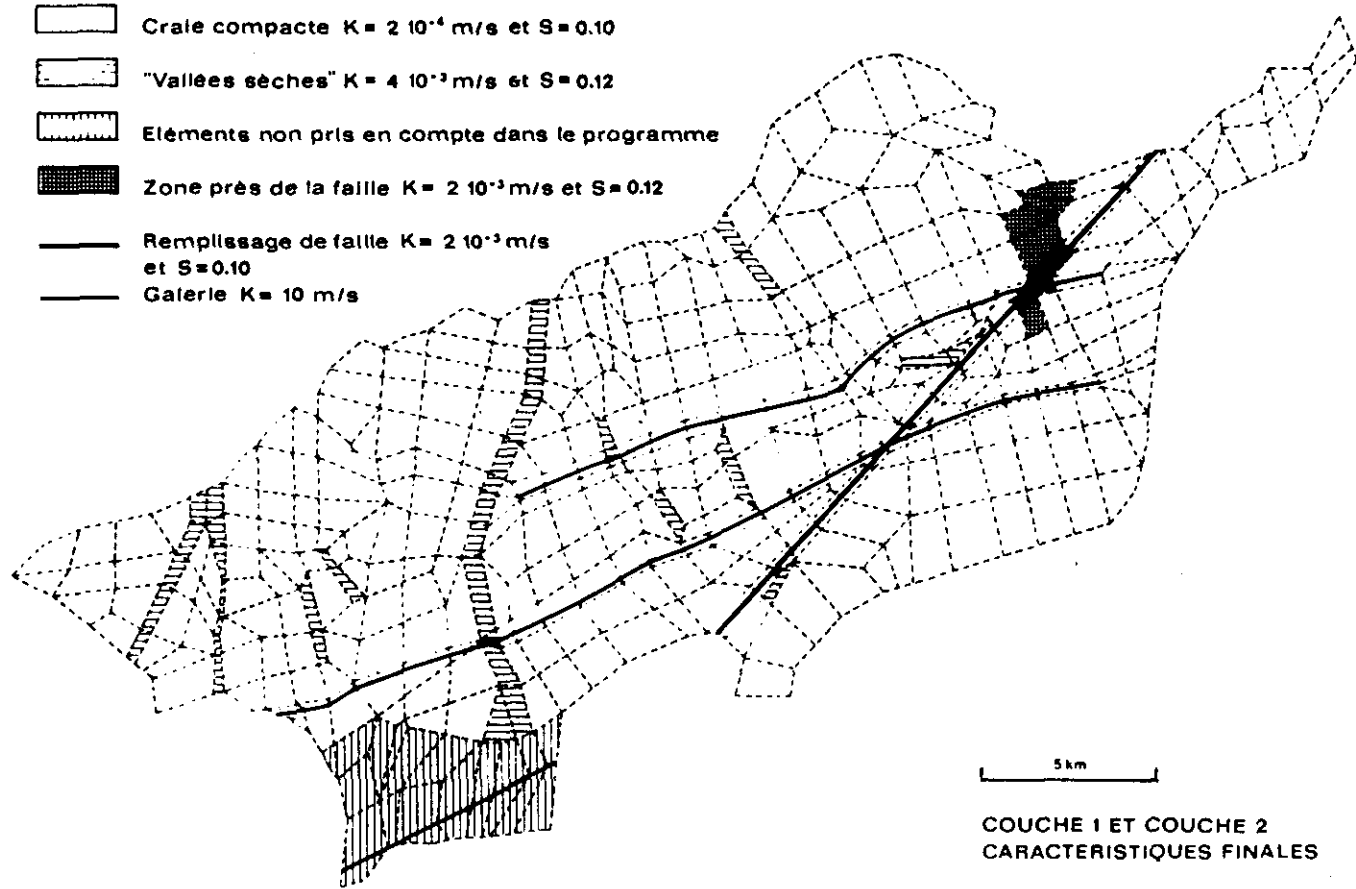 Craie compacte K= 2 10⁻⁴ m/s et S=0.10
"Vallées sèches" K= 4 10⁻³ m/s et S=0.12
Eléments non pris en compte dans le programme
Zone près de la faille K= 2 10⁻³ m/s et S=0.12
Remplissage de faille K= 2 10⁻³ m/s
et S=0.10
Galerie K= 10 m/s
5 km
COUCHE 1 ET COUCHE 2
CARACTERISTIQUES FINALES